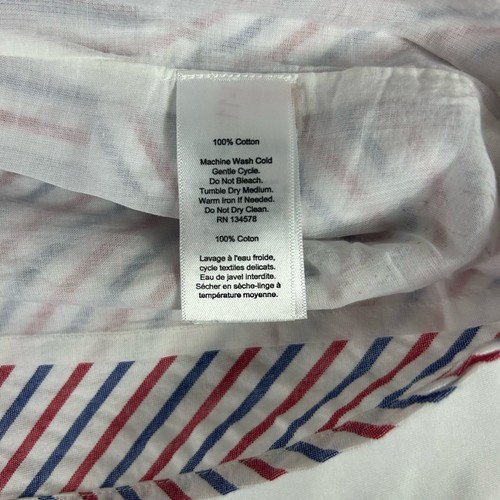 100% Cotton
Machine Wash Cold
Gentle Cycle.
Do Not Bleach.
Tumble Dry Medium.
Warm Iron If Needed.
Do Not Dry Clean.
RN 134578
100% Coton
Lavage à l'eau froide,
cycle textiles delicats.
Eau de javel interdite.
Sécher en sèche-linge à
température moyenne.